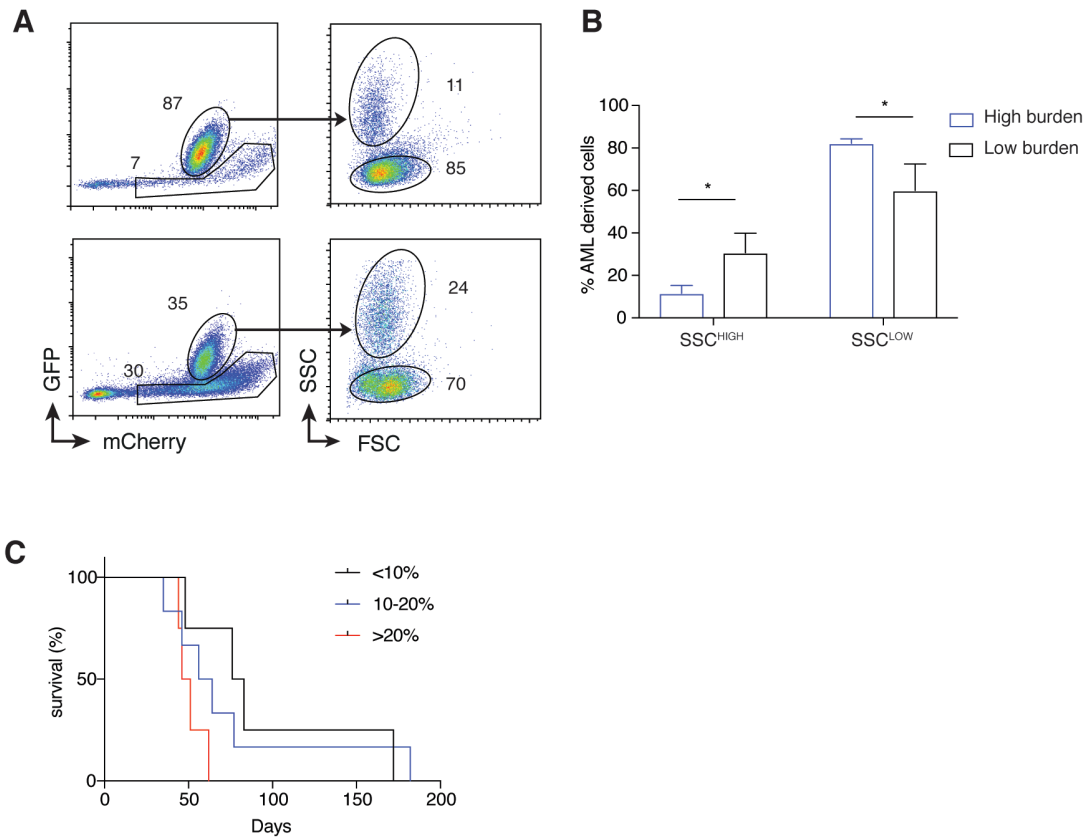 A
87
7
11
85
35
30
24
70
GFP
mCherry
SSC
FSC
B
% AML derived cells
100
80
60
40
20
0
*
*
SSCHIGH
SSCLOW
High burden
Low burden
C
survival (%)
100
50
0
0 50 100 150 200
Days
<10%
10-20%
>20%